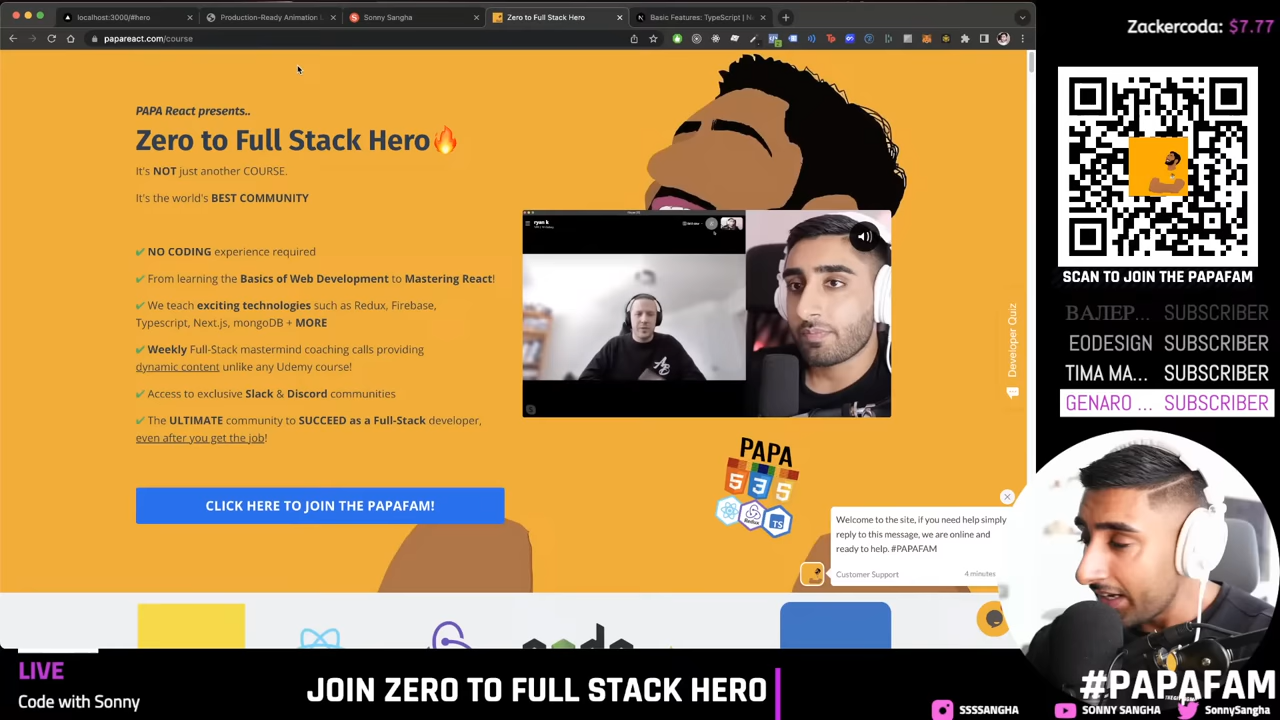 localhost:3000/#hero
Production-Ready Animation L
Sonny Sangha
Zero to Full Stack Hero
Basic Features: TypeScript | N
papareact.com/course
PAPA React presents..
Zero to Full Stack Hero🔥
It's NOT just another COURSE.
It's the world's BEST COMMUNITY
✔ NO CODING experience required
✔ From learning the Basics of Web Development to Mastering React!
✔ We teach exciting technologies such as Redux, Firebase,
Typescript, Next.js, mongoDB + MORE
✔ Weekly Full-Stack mastermind coaching calls providing
dynamic content unlike any Udemy course!
✔ Access to exclusive Slack & Discord communities
✔ The ULTIMATE community to SUCCEED as a Full-Stack developer,
even after you get the job!
CLICK HERE TO JOIN THE PAPAFAM!
ryan k
PAPA
5 3 5
Redux
TS
Developer Quiz
Welcome to the site, if you need help simply
reply to this message, we are online and
ready to help. #PAPAFAM
Customer Support
4 minutes
Zackercoda: $7.77
SCAN TO JOIN THE PAPAFAM
ВАЛЕР... SUBSCRIBER
EODESIGN SUBSCRIBER
TIMA MA... SUBSCRIBER
GENARO ... SUBSCRIBER
LIVE
Code with Sonny
JOIN ZERO TO FULL STACK HERO
#PAPAFAM
SSSSANGHA
SONNY SANGHA
SonnySangha